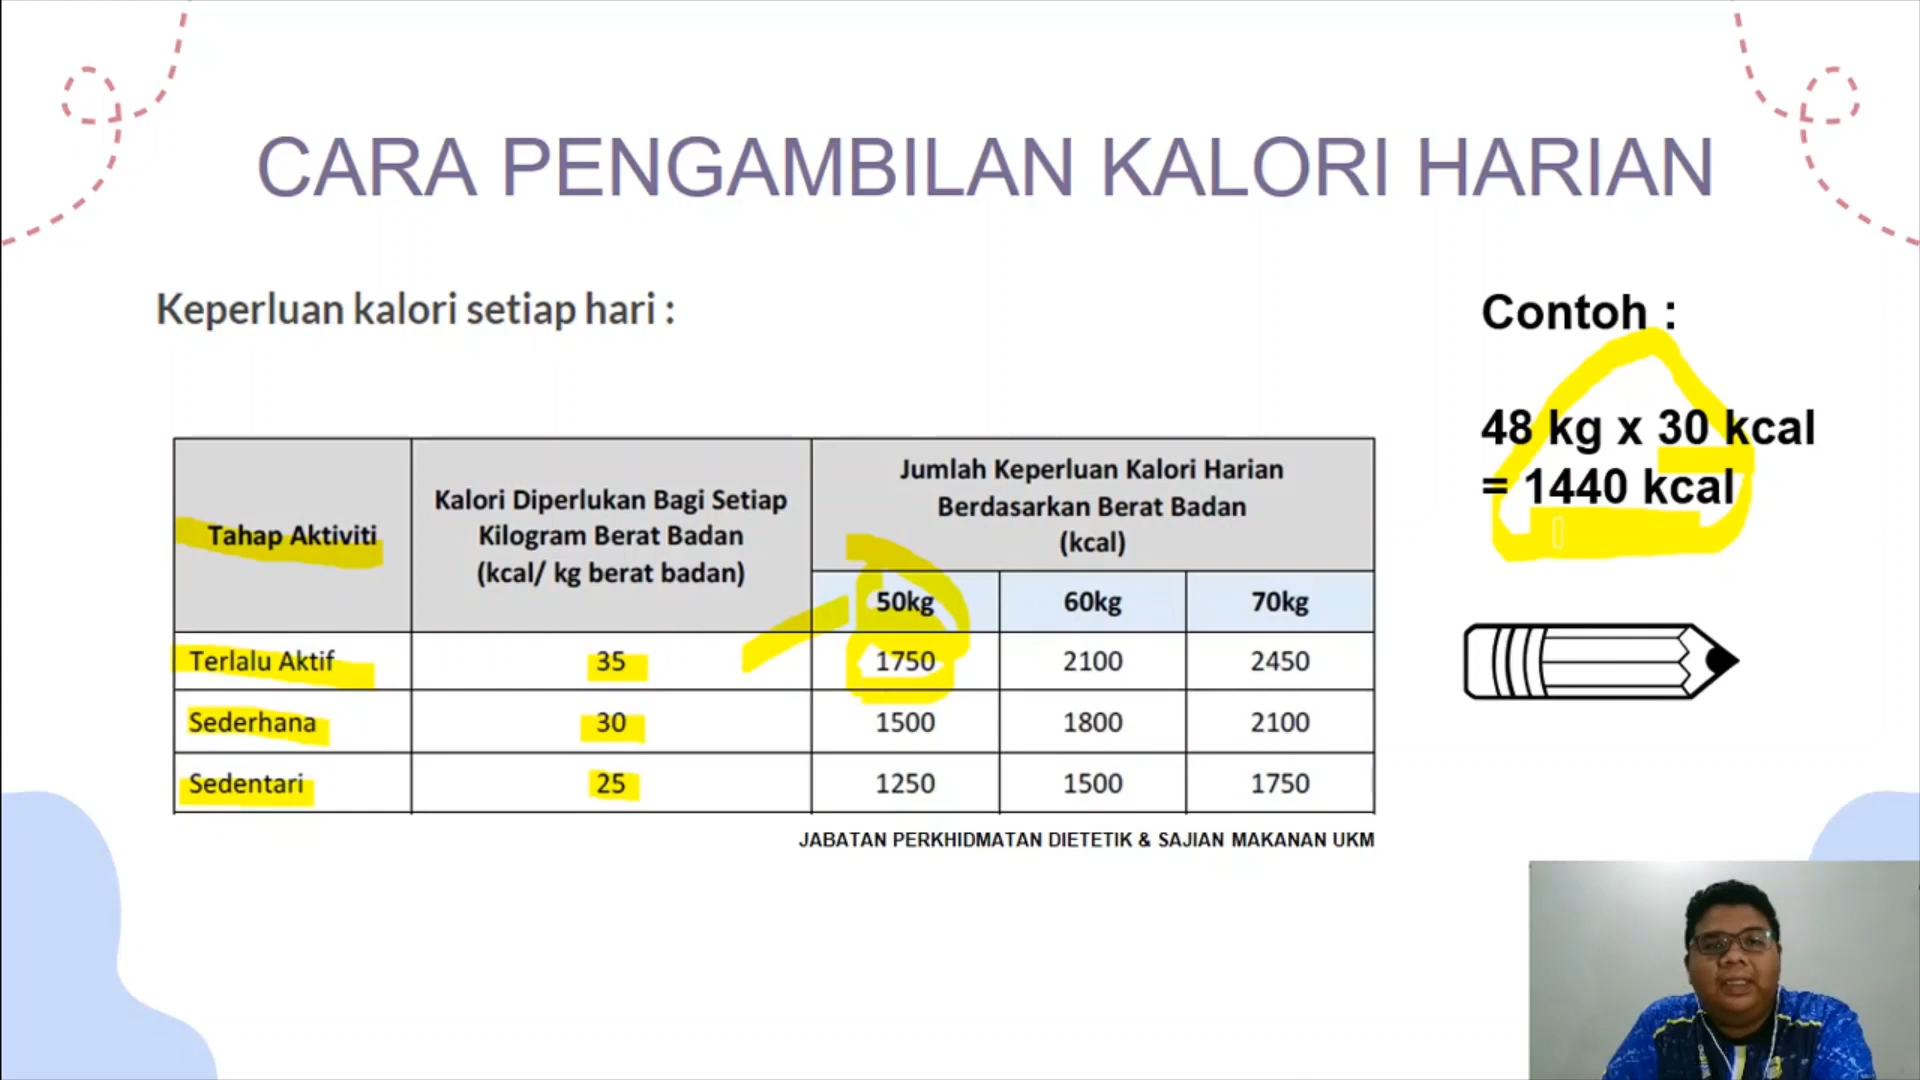 CARA PENGAMBILAN KALORI HARIAN
Keperluan kalori setiap hari :
Contoh :
48 kg x 30 kcal
= 1440 kcal
Tahap Aktiviti
Kalori Diperlukan Bagi Setiap
Kilogram Berat Badan
(kcal/ kg berat badan)
Jumlah Keperluan Kalori Harian
Berdasarkan Berat Badan
(kcal)
50kg 60kg 70kg
Terlalu Aktif 35 1750 2100 2450
Sederhana 30 1500 1800 2100
Sedentari 25 1250 1500 1750
JABATAN PERKHIDMATAN DIETETIK & SAJIAN MAKANAN UKM